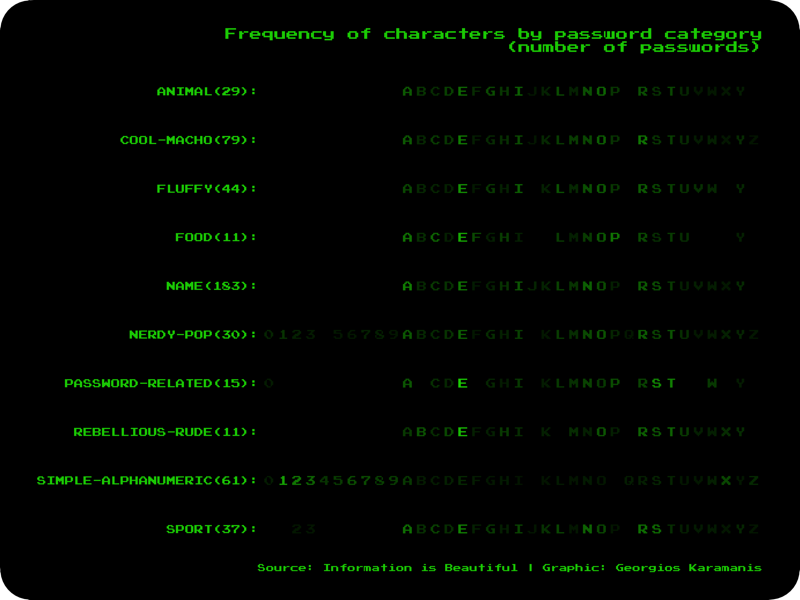 Frequency of characters by password category
(number of passwords)
ANIMAL(29): ABCDEFGHIJKLMNOP RSTUVWXY
COOL-MACHO(79): ABCDEFGHIJKLMNOP RSTUVWXYZ
FLUFFY(44): ABCDEFGHI KLMNOP RSTUVW Y
FOOD(11): ABCDEFGHI LMNOP RSTU Y
NAME(183): ABCDEFGHIJKLMNOP RSTUVWXYZ
NERDY-POP(30): 0123 56789ABCDEFGHI KLMNOPQRSTUVWXYZ
PASSWORD-RELATED(15): 0 A CDE GHI KLMNOP RST W Y
REBELLIOUS-RUDE(11): ABCDEFGHI K MNOP RSTUVWXY
SIMPLE-ALPHANUMERIC(61): 0123456789ABCDEFGHI KLMNO QRSTUVWXYZ
SPORT(37): 23 ABCDEFGHIJKLMNOP RSTUVWXYZ
Source: Information is Beautiful | Graphic: Georgios Karamanis